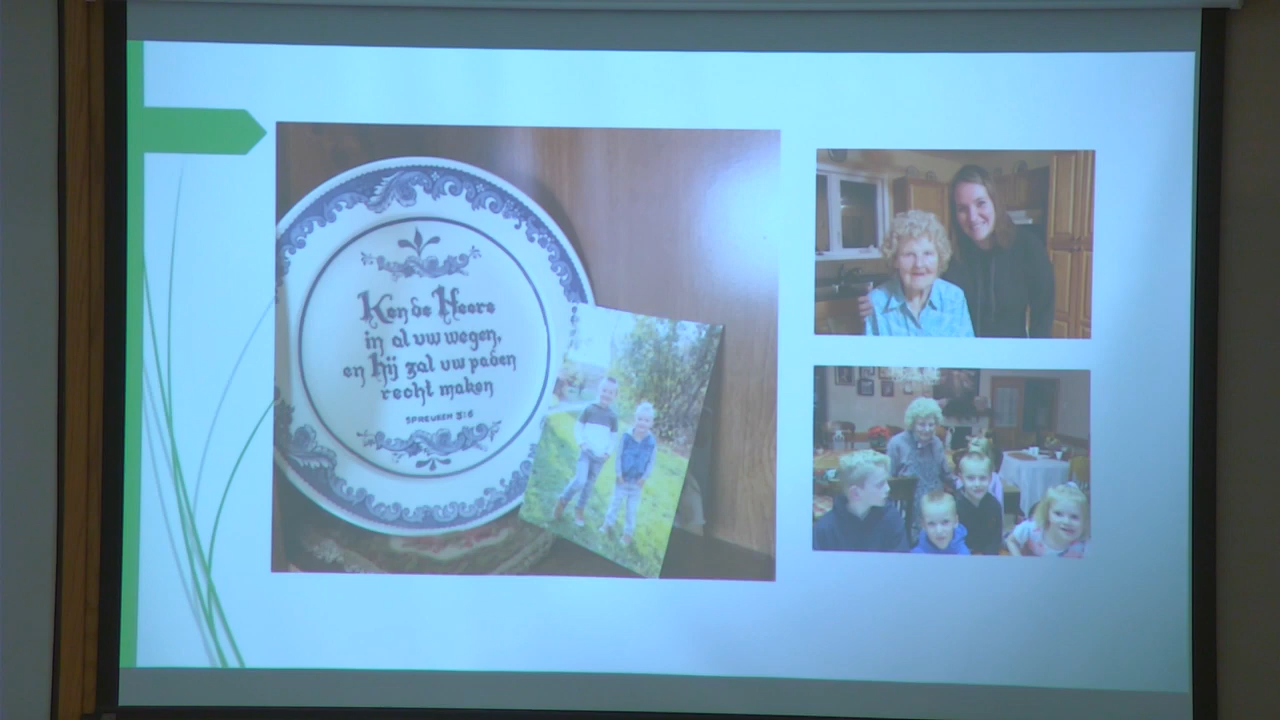 Ken de Heere
in al uw wegen,
en hij zal uw paden
recht maken
SPREUKEN 3:6